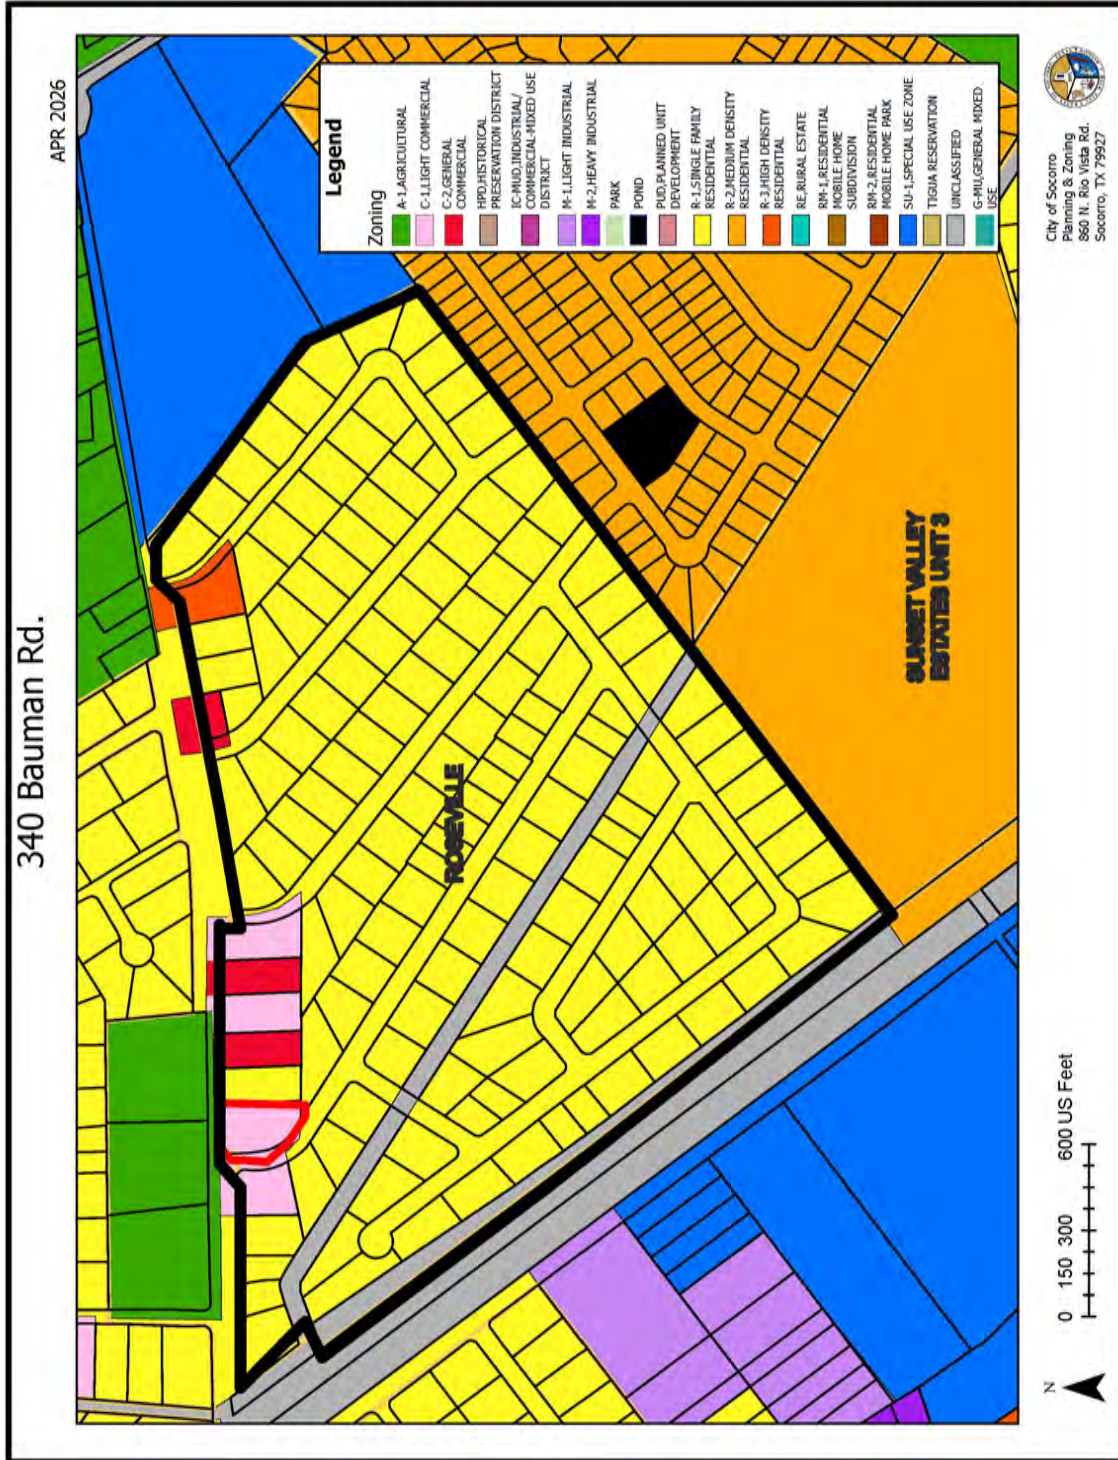 340 Bauman Rd.
APR 2026
Legend
Zoning
A-1,AGRICULTURAL
C-1,LIGHT COMMERCIAL
C-2,GENERAL
COMMERCIAL
HPD,HISTORICAL
PRESERVATION DISTRICT
IC-MUD,INDUSTRIAL/
COMMERCIAL-MIXED USE
DISTRICT
M-1,LIGHT INDUSTRIAL
M-2,HEAVY INDUSTRIAL
PARK
POND
PUD,PLANNED UNIT
DEVELOPMENT
R-1,SINGLE FAMILY
RESIDENTIAL
R-2,MEDIUM DENSITY
RESIDENTIAL
R-3,HIGH DENSITY
RESIDENTIAL
RE,RURAL ESTATE
RM-1,RESIDENTIAL
MOBILE HOME
SUBDIVISION
RM-2,RESIDENTIAL
MOBILE HOME PARK
SU-1,SPECIAL USE ZONE
TIGUA RESERVATION
UNCLASSIFIED
G-MU,GENERAL MIXED
USE
ROSEVILLE
SUNSET VALLEY
ESTATES UNIT 3
N
0 150 300 600 US Feet
City of Socorro
Planning & Zoning
860 N. Rio Vista Rd.
Socorro, TX 79927